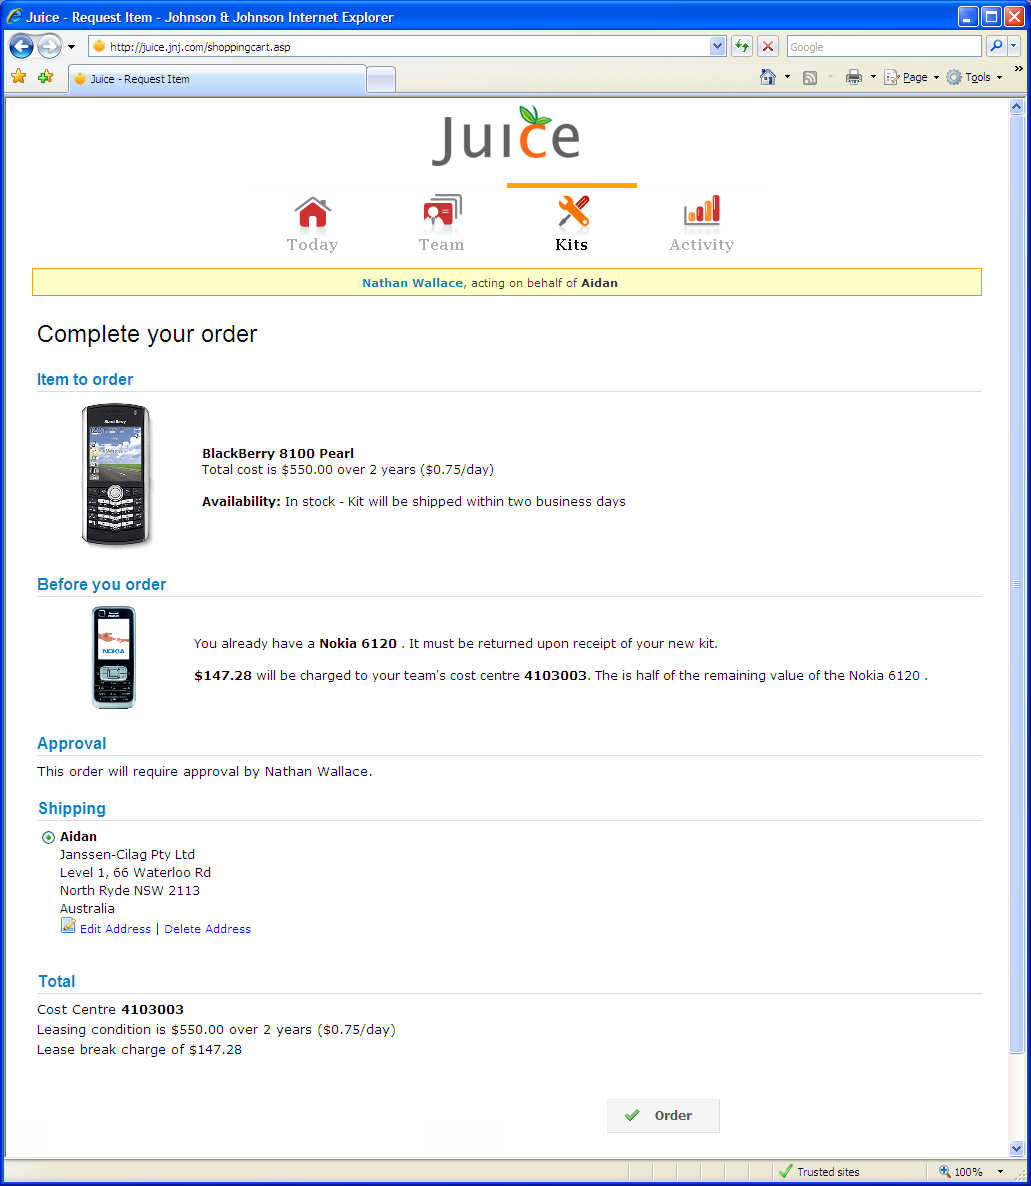 Juice - Request Item - Johnson & Johnson Internet Explorer
http://juice.jnj.com/shoppingcart.asp
Google
Juice - Request Item
Page
Tools
Juice
Today
Team
Kits
Activity
Nathan Wallace, acting on behalf of Aidan
Complete your order
Item to order
BlackBerry
BlackBerry 8100 Pearl
Total cost is $550.00 over 2 years ($0.75/day)
Availability: In stock - Kit will be shipped within two business days
Before you order
NOKIA
You already have a Nokia 6120 . It must be returned upon receipt of your new kit.
$147.28 will be charged to your team's cost centre 4103003. The is half of the remaining value of the Nokia 6120 .
Approval
This order will require approval by Nathan Wallace.
Shipping
Aidan
Janssen-Cilag Pty Ltd
Level 1, 66 Waterloo Rd
North Ryde NSW 2113
Australia
Edit Address | Delete Address
Total
Cost Centre 4103003
Leasing condition is $550.00 over 2 years ($0.75/day)
Lease break charge of $147.28
Order
Trusted sites
100%